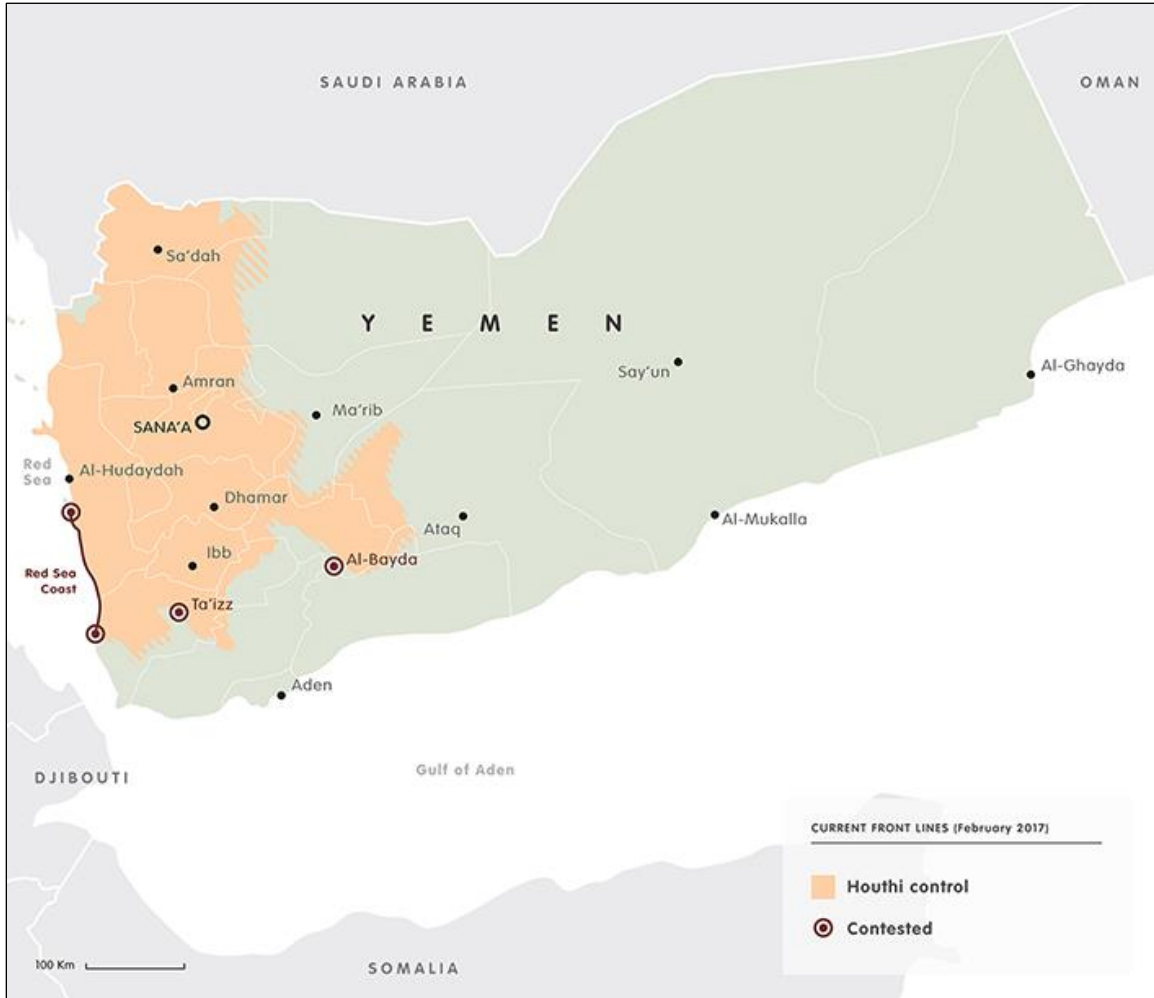 SAUDI ARABIA
OMAN
Sa'dah
YEMEN
Amran
Say'un
Al-Ghayda
Ma'rib
SANA'A
Red
Sea
Al-Hudaydah
Dhamar
Ataq
Al-Mukalla
Ibb
Al-Bayda
Red Sea
Coast
Ta'izz
Aden
Gulf of Aden
DJIBOUTI
CURRENT FRONT LINES (February 2017)
Houthi control
Contested
100 Km
SOMALIA